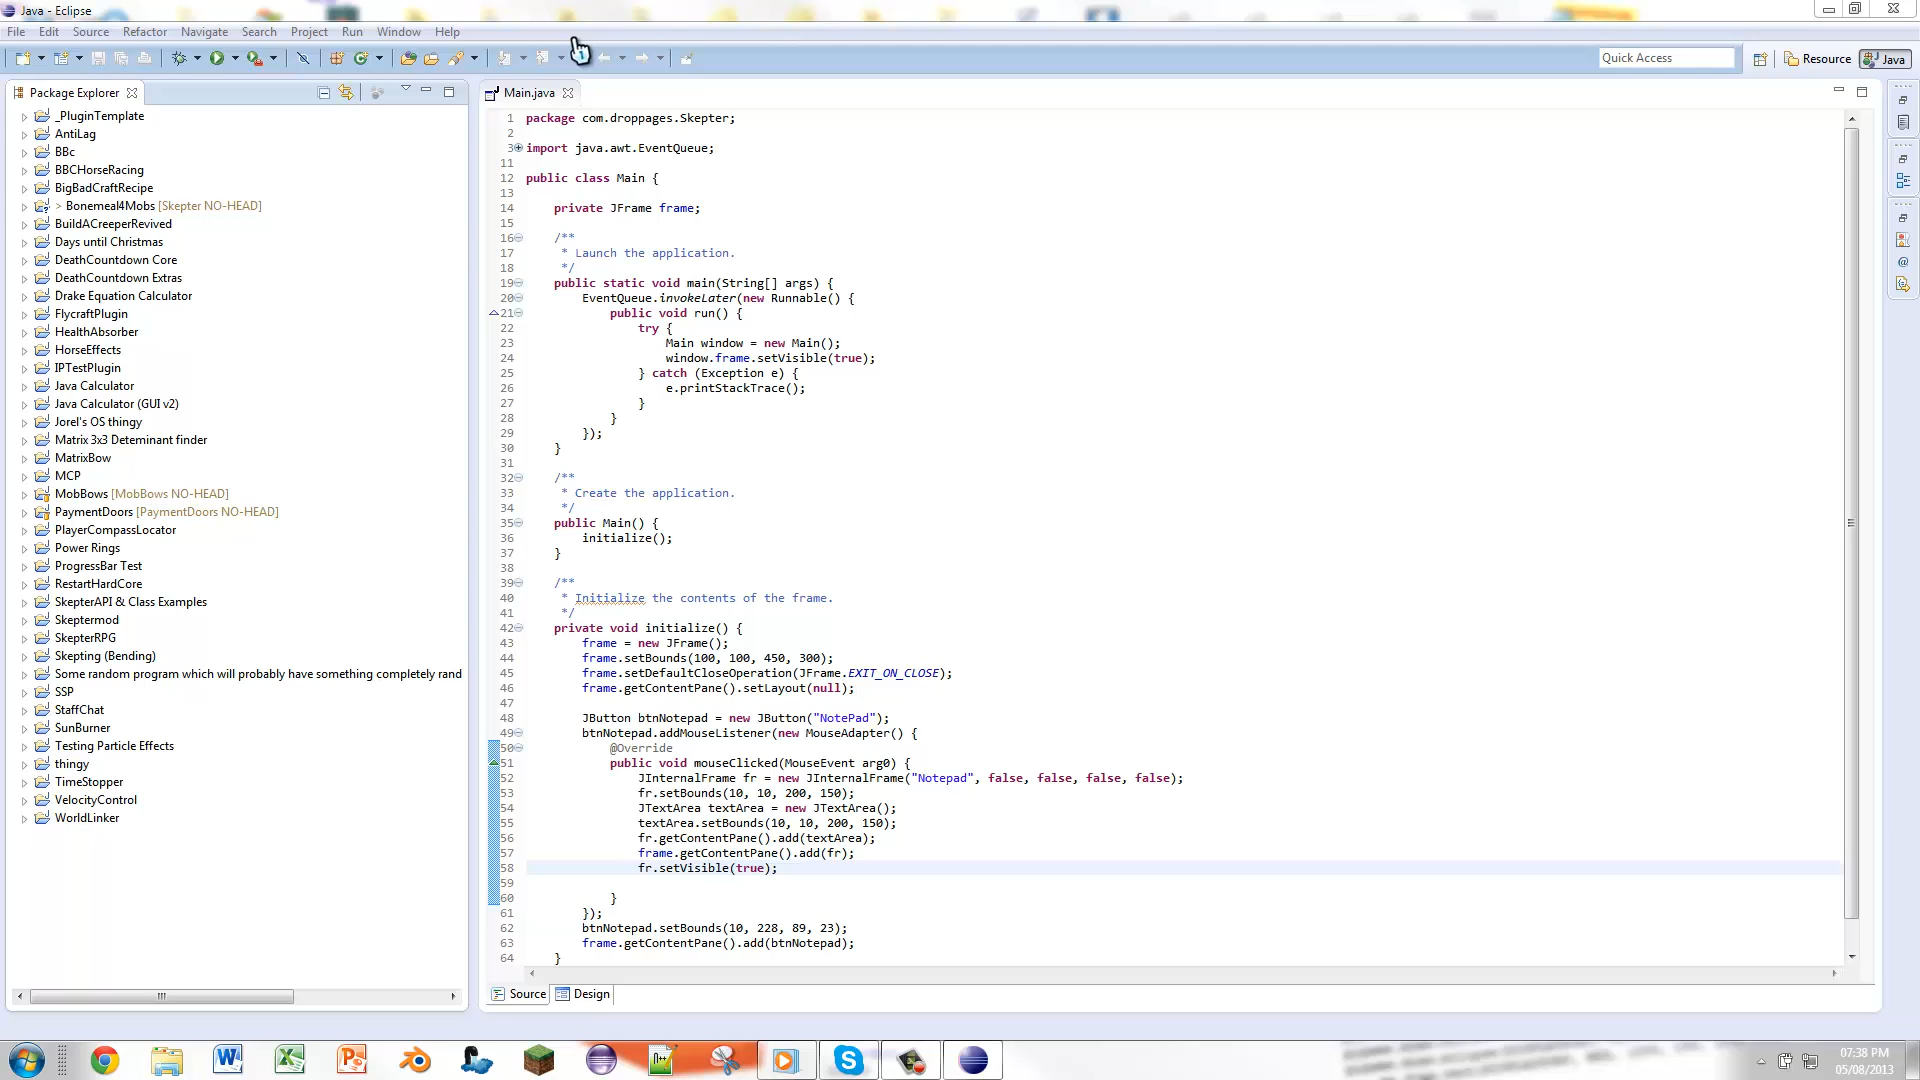 Java - Eclipse
File Edit Source Refactor Navigate Search Project Run Window Help
Quick Access
Resource
Java
Package Explorer
_PluginTemplate
AntiLag
BBc
BBCHorseRacing
BigBadCraftRecipe
> Bonemeal4Mobs [Skepter NO-HEAD]
BuildACreeperRevived
Days until Christmas
DeathCountdown Core
DeathCountdown Extras
Drake Equation Calculator
FlycraftPlugin
HealthAbsorber
HorseEffects
IPTestPlugin
Java Calculator
Java Calculator (GUI v2)
Jorel's OS thingy
Matrix 3x3 Deteminant finder
MatrixBow
MCP
MobBows [MobBows NO-HEAD]
PaymentDoors [PaymentDoors NO-HEAD]
PlayerCompassLocator
Power Rings
ProgressBar Test
RestartHardCore
SkepterAPI & Class Examples
Skeptermod
SkepterRPG
Skepting (Bending)
Some random program which will probably have something completely rand
SSP
StaffChat
SunBurner
Testing Particle Effects
thingy
TimeStopper
VelocityControl
WorldLinker
Main.java
1 package com.droppages.Skepter;
2
3 import java.awt.EventQueue;
11
12 public class Main {
13
14 private JFrame frame;
15
16 /**
17 * Launch the application.
18 */
19 public static void main(String[] args) {
20 EventQueue.invokeLater(new Runnable() {
21 public void run() {
22 try {
23 Main window = new Main();
24 window.frame.setVisible(true);
25 } catch (Exception e) {
26 e.printStackTrace();
27 }
28 }
29 });
30 }
31
32 /**
33 * Create the application.
34 */
35 public Main() {
36 initialize();
37 }
38
39 /**
40 * Initialize the contents of the frame.
41 */
42 private void initialize() {
43 frame = new JFrame();
44 frame.setBounds(100, 100, 450, 300);
45 frame.setDefaultCloseOperation(JFrame.EXIT_ON_CLOSE);
46 frame.getContentPane().setLayout(null);
47
48 JButton btnNotepad = new JButton("NotePad");
49 btnNotepad.addMouseListener(new MouseAdapter() {
50 @Override
51 public void mouseClicked(MouseEvent arg0) {
52 JInternalFrame fr = new JInternalFrame("Notepad", false, false, false, false);
53 fr.setBounds(10, 10, 200, 150);
54 JTextArea textArea = new JTextArea();
55 textArea.setBounds(10, 10, 200, 150);
56 fr.getContentPane().add(textArea);
57 frame.getContentPane().add(fr);
58 fr.setVisible(true);
59
60 }
61 });
62 btnNotepad.setBounds(10, 228, 89, 23);
63 frame.getContentPane().add(btnNotepad);
64 }
Source Design
07:38 PM
05/08/2013